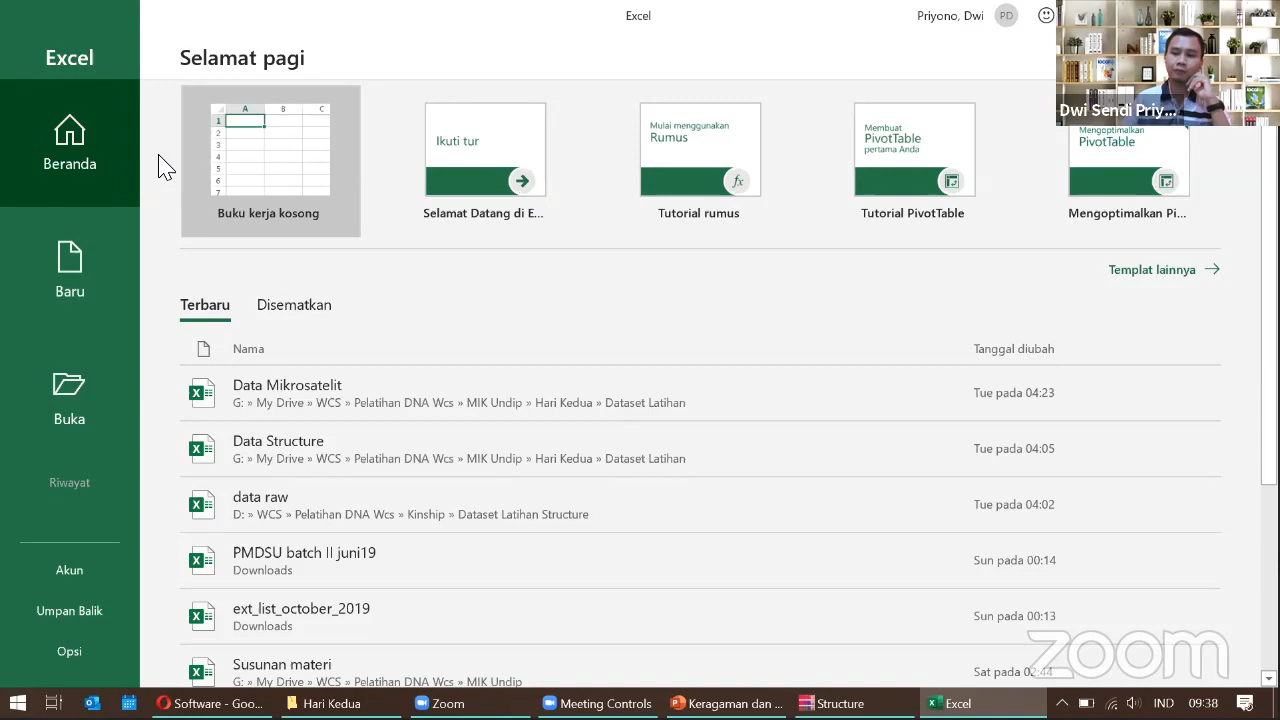 Excel
Priyono, Dwi
PD
Excel
Selamat pagi
Dwi Sendi Priy...
Beranda
A B C
1
2
3
4
5
6
7
Buku kerja kosong
Ikuti tur
Selamat Datang di E...
Mulai menggunakan
Rumus
fx
Tutorial rumus
Membuat
PivotTable
pertama Anda
Tutorial PivotTable
Mengoptimalkan
PivotTable
Mengoptimalkan Pi...
Baru
Templat lainnya
Terbaru
Disematkan
Nama
Tanggal diubah
Data Mikrosatelit
G: » My Drive » WCS » Pelatihan DNA Wcs » MIK Undip » Hari Kedua » Dataset Latihan
Tue pada 04:23
Buka
Data Structure
G: » My Drive » WCS » Pelatihan DNA Wcs » MIK Undip » Hari Kedua » Dataset Latihan
Tue pada 04:05
Riwayat
data raw
D: » WCS » Pelatihan DNA Wcs » Kinship » Dataset Latihan Structure
Tue pada 04:02
PMDSU batch II juni19
Downloads
Sun pada 00:14
Akun
Umpan Balik
ext_list_october_2019
Downloads
Sun pada 00:13
Opsi
Susunan materi
G: » My Drive » WCS » Pelatihan DNA Wcs » MIK Undip
Sat pada 02:44
zoom
Software - Goo...
Hari Kedua
Zoom
Meeting Controls
Keragaman dan ...
Structure
Excel
IND
09:38